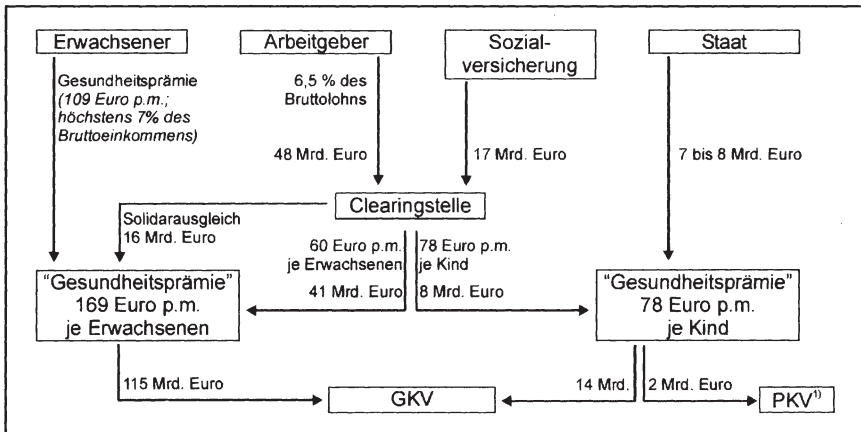 Erwachsener
Arbeitgeber
Sozial-
versicherung
Staat
Gesundheitsprämie
(109 Euro p.m.;
höchstens 7% des
Bruttoeinkommens)
6,5 % des
Bruttolohns
48 Mrd. Euro
17 Mrd. Euro
7 bis 8 Mrd. Euro
Clearingstelle
Solidarausgleich
16 Mrd. Euro
60 Euro p.m.
je Erwachsenen
41 Mrd. Euro
78 Euro p.m.
je Kind
8 Mrd. Euro
"Gesundheitsprämie"
169 Euro p.m.
je Erwachsenen
"Gesundheitsprämie"
78 Euro p.m.
je Kind
115 Mrd. Euro
GKV
14 Mrd.
2 Mrd. Euro
PKV¹⁾